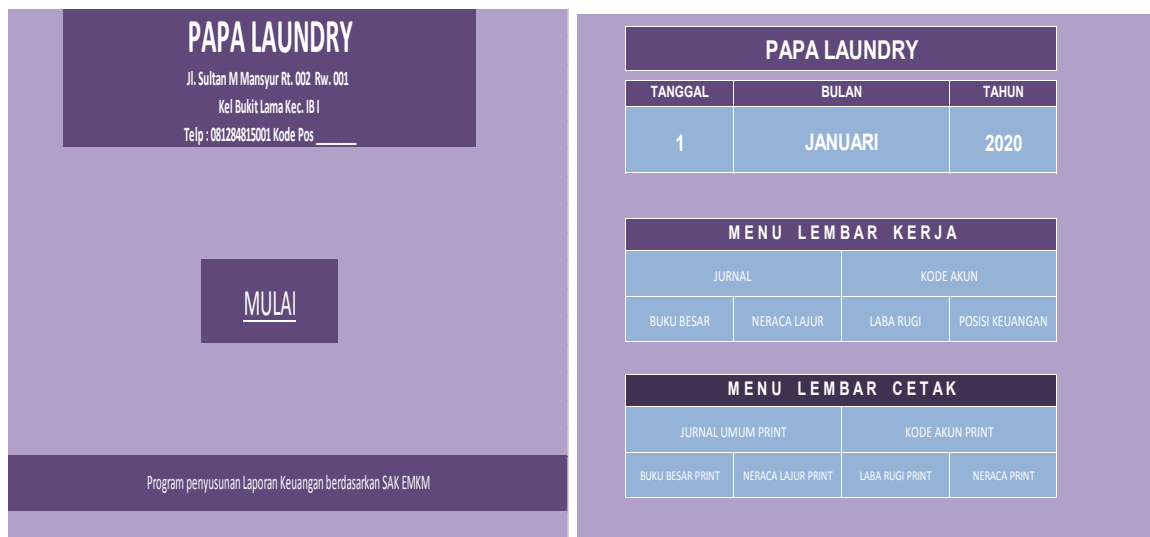 PAPA LAUNDRY
Jl. Sultan M Mansyur Rt. 002 Rw. 001
Kel Bukit Lama Kec. IB I
Telp : 081284815001 Kode Pos _______
MULAI
Program penyusunan Laporan Keuangan berdasarkan SAK EMKM
PAPA LAUNDRY
TANGGAL BULAN TAHUN
1 JANUARI 2020
MENU LEMBAR KERJA
JURNAL KODE AKUN
BUKU BESAR NERACA LAJUR LABA RUGI POSISI KEUANGAN
MENU LEMBAR CETAK
JURNAL UMUM PRINT KODE AKUN PRINT
BUKU BESAR PRINT NERACA LAJUR PRINT LABA RUGI PRINT NERACA PRINT